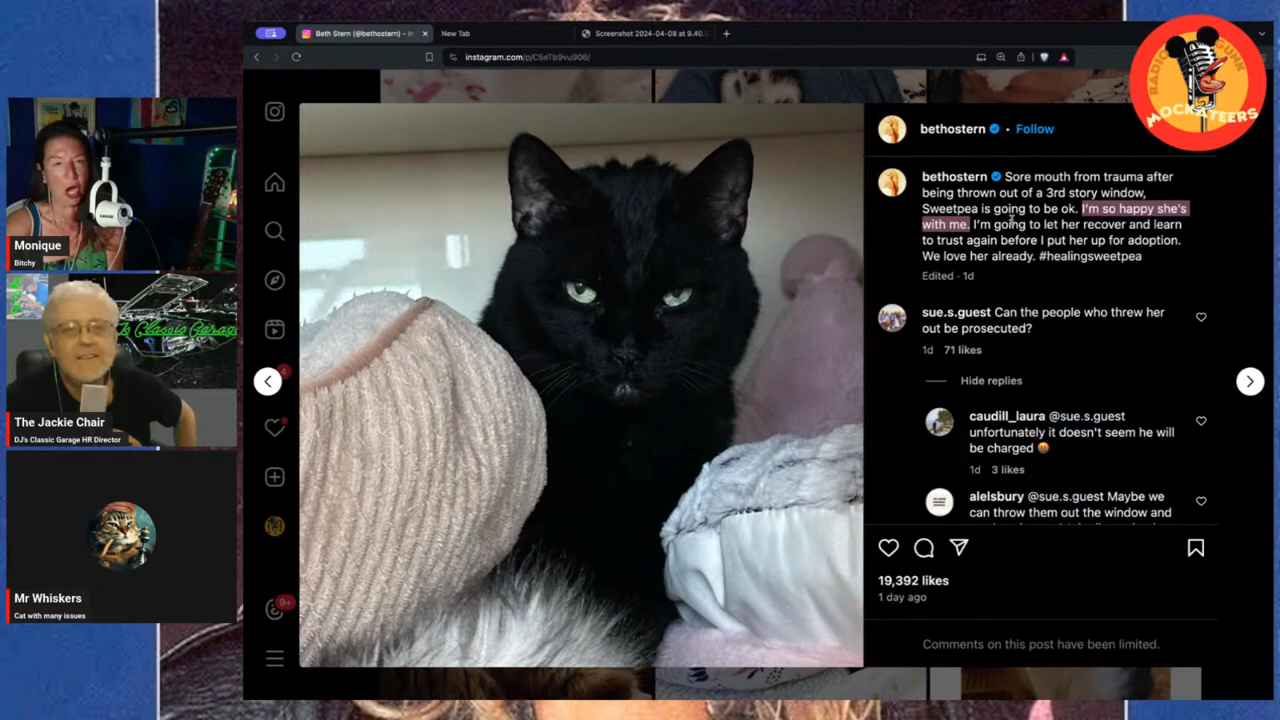 Beth Stern (@bethostern) • In
New Tab
Screenshot 2024-04-08 at 9.40.
instagram.com/p/C5eTb9vu906/
RADIO GUNK
MOCKATEERS
Monique
Bitchy
Js Classic Garage
The Jackie Chair
DJ's Classic Garage HR Director
Mr Whiskers
Cat with many issues
4
9+
bethostern • Follow
bethostern Sore mouth from trauma after
being thrown out of a 3rd story window,
Sweetpea is going to be ok. I'm so happy she's
with me. I'm going to let her recover and learn
to trust again before I put her up for adoption.
We love her already. #healingsweetpea
Edited · 1d
sue.s.guest Can the people who threw her
out be prosecuted?
1d 71 likes
Hide replies
caudill_laura @sue.s.guest
unfortunately it doesn't seem he will
be charged
1d 3 likes
alelsbury @sue.s.guest Maybe we
can throw them out the window and
19,392 likes
1 day ago
Comments on this post have been limited.